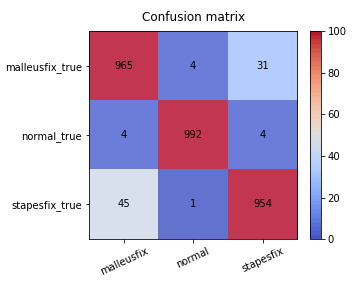 Confusion matrix
malleusfix_true 965 4 31
normal_true 4 992 4
stapesfix_true 45 1 954
malleusfix normal stapesfix
100
80
60
40
20
0